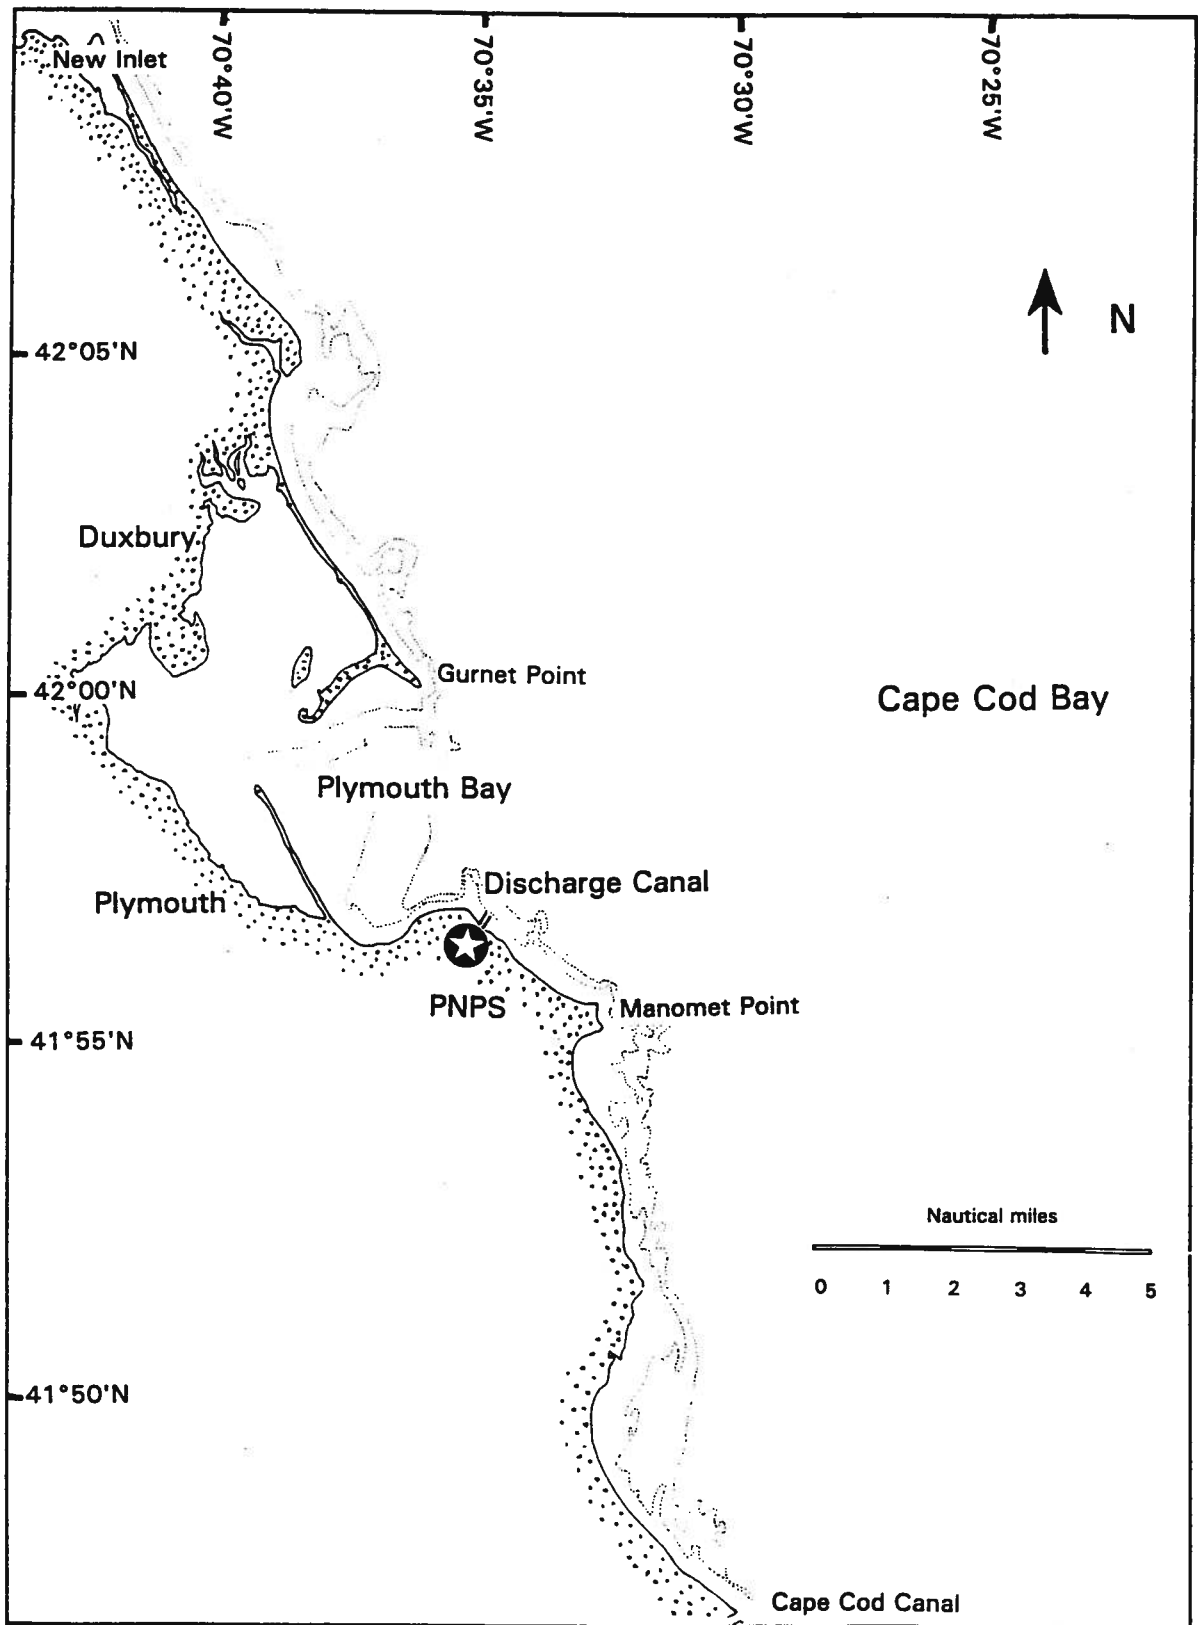 70°40'W
70°35'W
70°30'W
70°25'W
New Inlet
N
42°05'N
Duxbury
Gurnet Point
42°00'N
Cape Cod Bay
Plymouth Bay
Discharge Canal
Plymouth
PNPS
Manomet Point
41°55'N
Nautical miles
0 1 2 3 4 5
41°50'N
Cape Cod Canal